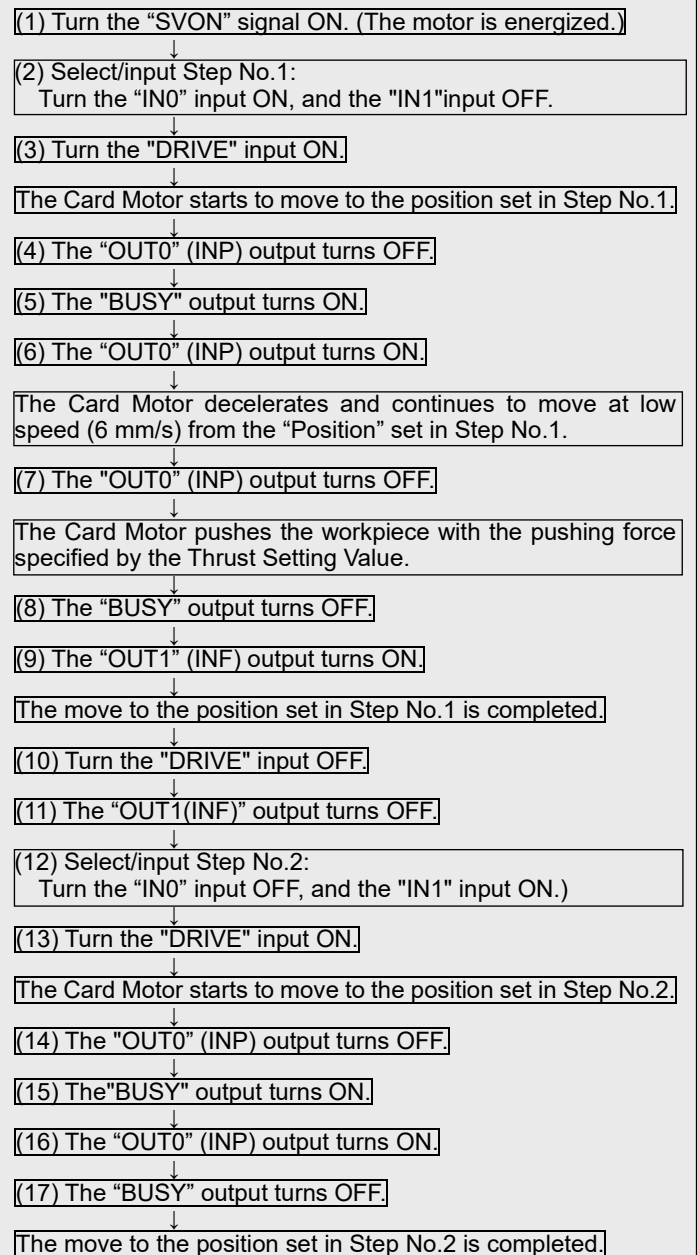 (1) Turn the “SVON” signal ON. (The motor is energized.)
↓
(2) Select/input Step No.1:
Turn the “IN0” input ON, and the "IN1"input OFF.
↓
(3) Turn the "DRIVE" input ON.
↓
The Card Motor starts to move to the position set in Step No.1.
↓
(4) The “OUT0” (INP) output turns OFF.
↓
(5) The "BUSY" output turns ON.
↓
(6) The “OUT0” (INP) output turns ON.
↓
The Card Motor decelerates and continues to move at low
speed (6 mm/s) from the “Position” set in Step No.1.
↓
(7) The "OUT0” (INP) output turns OFF.
↓
The Card Motor pushes the workpiece with the pushing force
specified by the Thrust Setting Value.
↓
(8) The “BUSY” output turns OFF.
↓
(9) The “OUT1” (INF) output turns ON.
↓
The move to the position set in Step No.1 is completed.
↓
(10) Turn the "DRIVE" input OFF.
↓
(11) The “OUT1(INF)” output turns OFF.
↓
(12) Select/input Step No.2:
Turn the “IN0” input OFF, and the "IN1" input ON.)
↓
(13) Turn the "DRIVE" input ON.
↓
The Card Motor starts to move to the position set in Step No.2.
↓
(14) The "OUT0” (INP) output turns OFF.
↓
(15) The"BUSY" output turns ON.
↓
(16) The “OUT0” (INP) output turns ON.
↓
(17) The “BUSY” output turns OFF.
↓
The move to the position set in Step No.2 is completed.